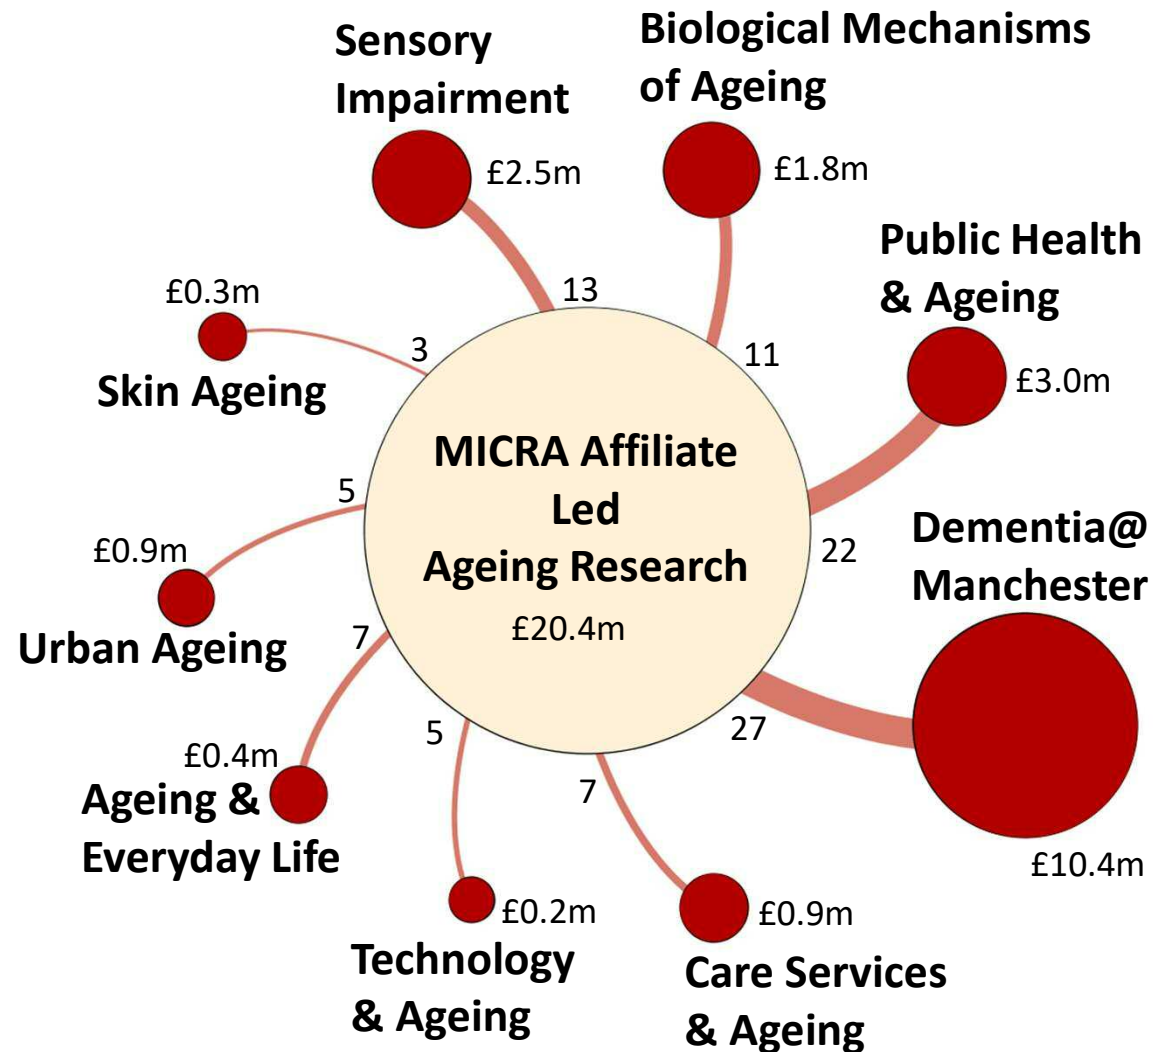 Sensory
Impairment
£2.5m
13
Biological Mechanisms
of Ageing
£1.8m
11
Public Health
& Ageing
£3.0m
22
Dementia@
Manchester
£10.4m
27
Care Services
& Ageing
£0.9m
7
Technology
& Ageing
£0.2m
5
Ageing &
Everyday Life
£0.4m
7
Urban Ageing
£0.9m
5
Skin Ageing
£0.3m
3
MICRA Affiliate
Led
Ageing Research
£20.4m